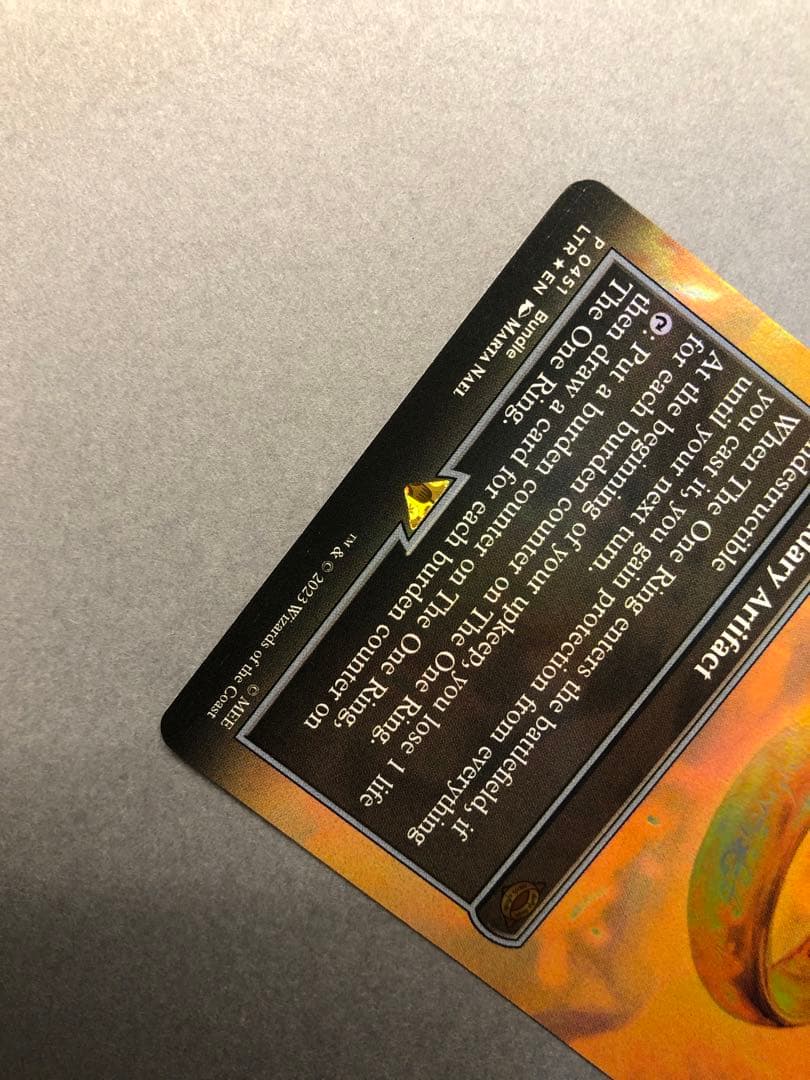 uary Artifact
ndestructible
When The One Ring enters the battlefield, if
you cast it, you gain protection from everything
until your next turn.
At the beginning of your upkeep, you lose 1 life
for each burden counter on The One Ring.
: Put a burden counter on The One Ring,
then draw a card for each burden counter on
The One Ring.
P 0451 Bundle
LTR★EN MARTA NAEL
© MEE
™ & © 2023 Wizards of the Coast